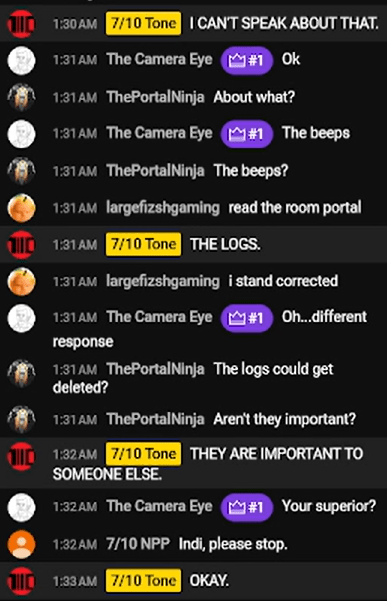 1:30 AM 7/10 Tone I CAN'T SPEAK ABOUT THAT.
1:31 AM The Camera Eye #1 Ok
1:31 AM ThePortalNinja About what?
1:31 AM The Camera Eye #1 The beeps
1:31 AM ThePortalNinja The beeps?
1:31 AM largefizshgaming read the room portal
1:31 AM 7/10 Tone THE LOGS.
1:31 AM largefizshgaming i stand corrected
1:31 AM The Camera Eye #1 Oh...different
response
1:31 AM ThePortalNinja The logs could get
deleted?
1:31 AM ThePortalNinja Aren't they important?
1:32 AM 7/10 Tone THEY ARE IMPORTANT TO
SOMEONE ELSE.
1:32 AM The Camera Eye #1 Your superior?
1:32 AM 7/10 NPP Indi, please stop.
1:33 AM 7/10 Tone OKAY.